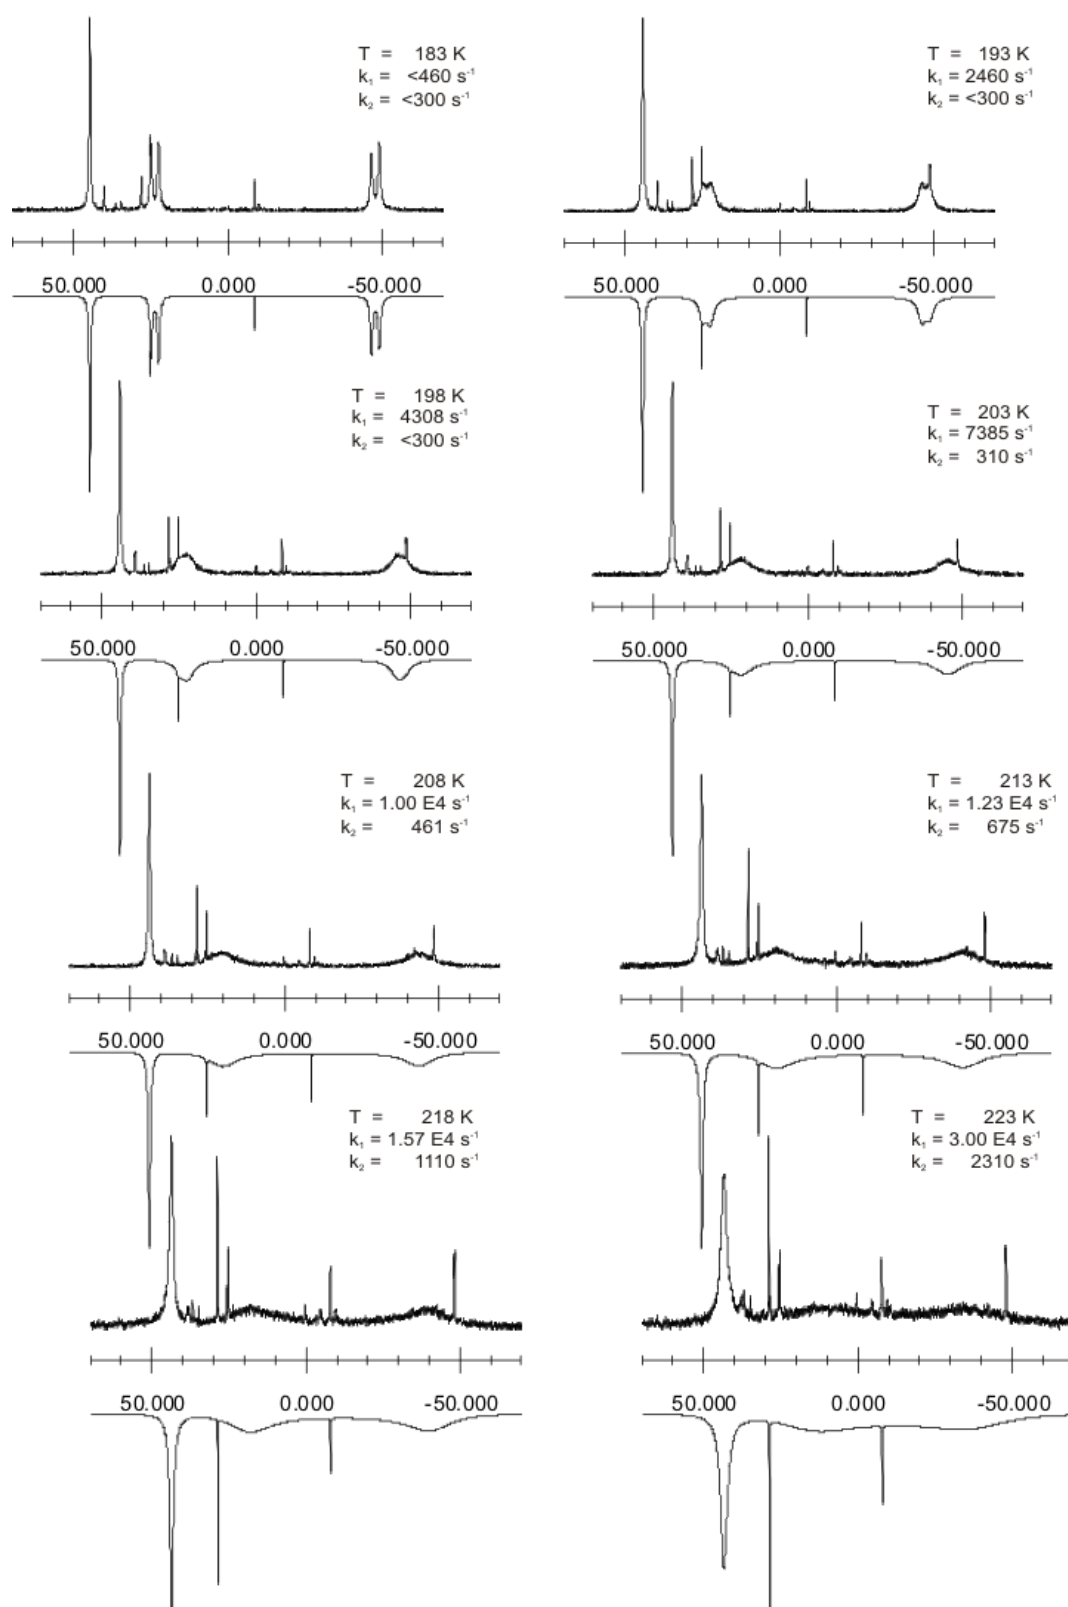 T = 183 K
k₁ = <460 s⁻¹
k₂ = <300 s⁻¹
T = 193 K
k₁ = 2460 s⁻¹
k₂ = <300 s⁻¹
50.000 0.000 -50.000
50.000 0.000 -50.000
T = 198 K
k₁ = 4308 s⁻¹
k₂ = <300 s⁻¹
T = 203 K
k₁ = 7385 s⁻¹
k₂ = 310 s⁻¹
50.000 0.000 -50.000
50.000 0.000 -50.000
T = 208 K
k₁ = 1.00 E4 s⁻¹
k₂ = 461 s⁻¹
T = 213 K
k₁ = 1.23 E4 s⁻¹
k₂ = 675 s⁻¹
50.000 0.000 -50.000
50.000 0.000 -50.000
T = 218 K
k₁ = 1.57 E4 s⁻¹
k₂ = 1110 s⁻¹
T = 223 K
k₁ = 3.00 E4 s⁻¹
k₂ = 2310 s⁻¹
50.000 0.000 -50.000
50.000 0.000 -50.000